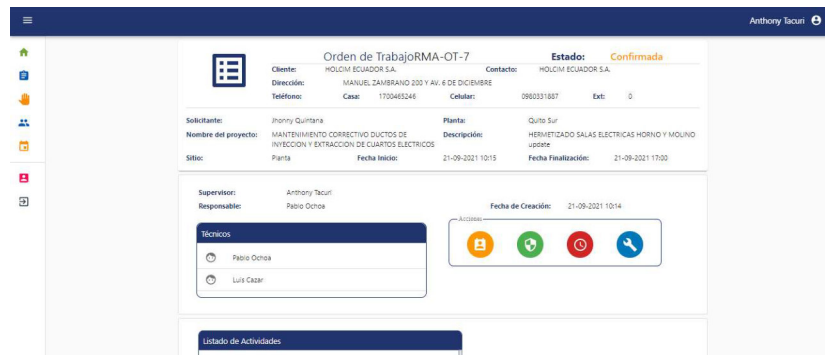 Anthony Tacuri
Orden de TrabajoRMA-OT-7 Estado: Confirmada
Cliente: HOLCIM ECUADOR S.A. Contacto: HOLCIM ECUADOR S.A.
Dirección: MANUEL ZAMBRANO 200 Y AV. 6 DE DICIEMBRE
Teléfono: Casa: 1700465246 Celular: 0980331887 Ext: 0
Solicitante: Jhonny Quintana Planta: Quito Sur
Nombre del proyecto: MANTENIMIENTO CORRECTIVO DUCTOS DE Descripción: HERMETIZADO SALAS ELECTRICAS HORNO Y MOLINO
INYECCION Y EXTRACCION DE CUARTOS ELECTRICOS update
Sitio: Planta Fecha Inicio: 21-09-2021 10:15 Fecha Finalización: 21-09-2021 17:00
Supervisor: Anthony Tacuri
Responsable: Pablo Ochoa Fecha de Creación: 21-09-2021 10:14
Acciones
Técnicos
Pablo Ochoa
Luis Cazar
Listado de Actividades